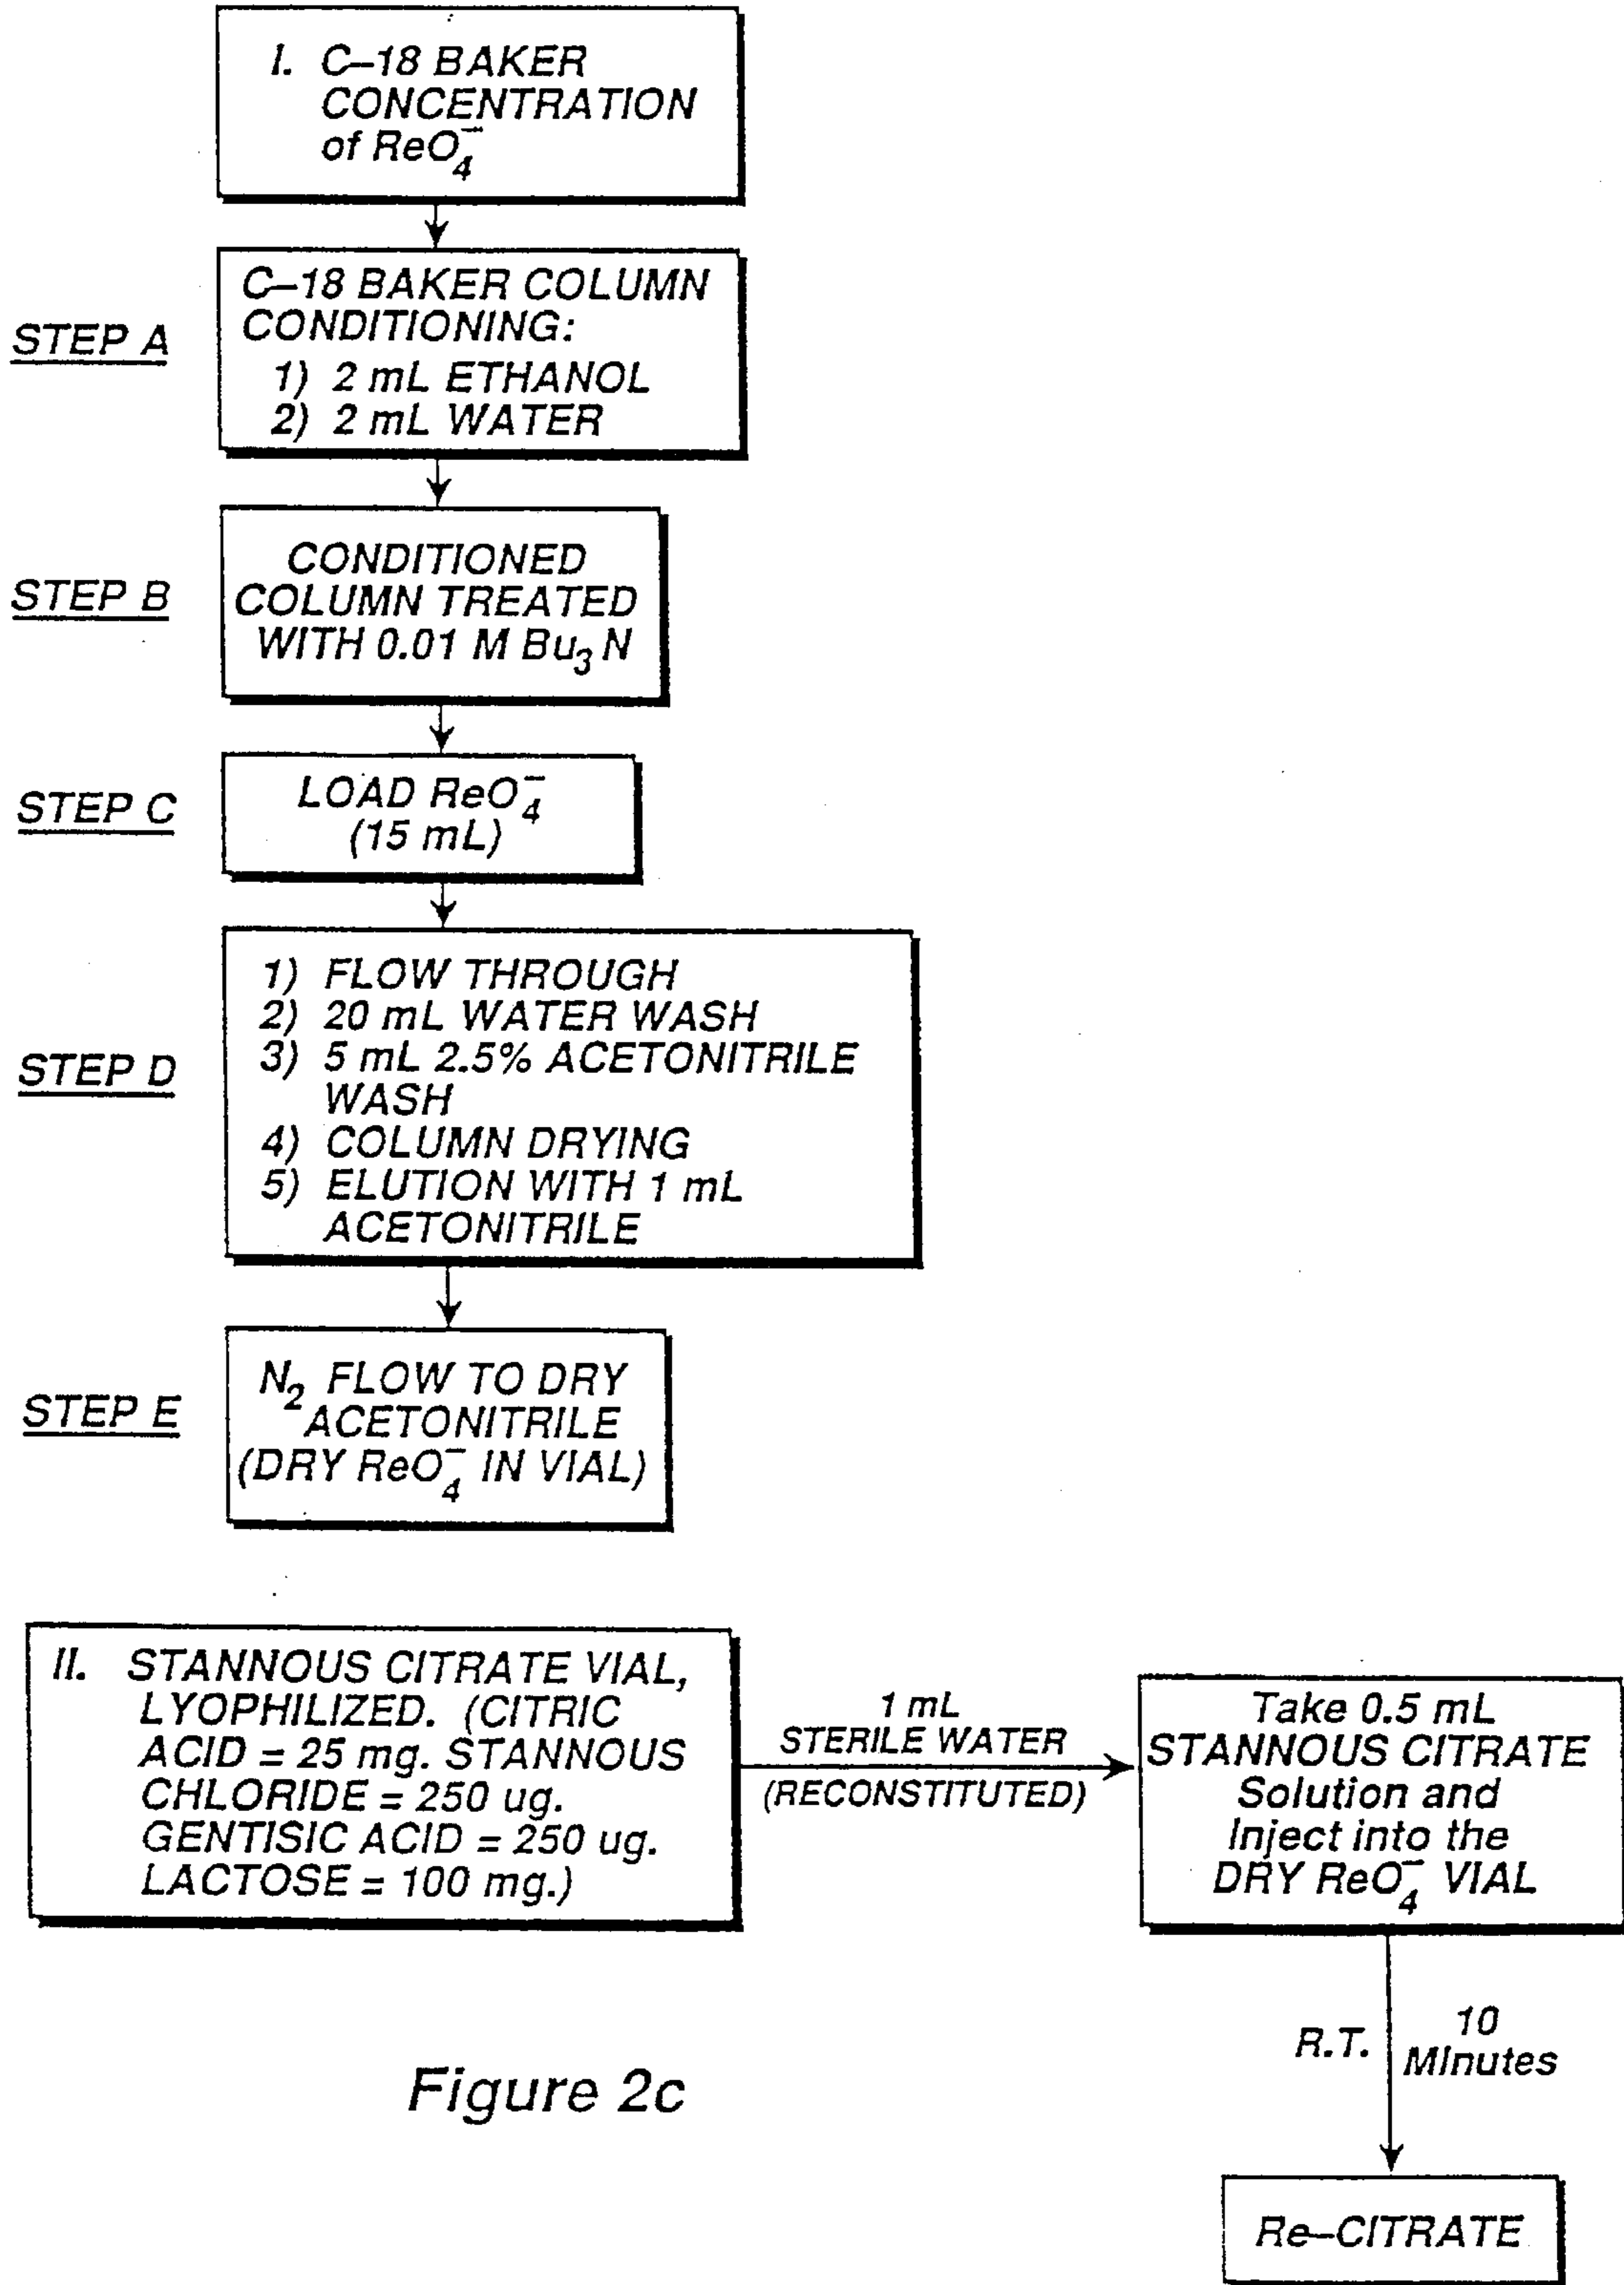 I. C–18 BAKER
CONCENTRATION
of ReO₄⁻
STEP A
C–18 BAKER COLUMN
CONDITIONING:
1) 2 mL ETHANOL
2) 2 mL WATER
STEP B
CONDITIONED
COLUMN TREATED
WITH 0.01 M Bu₃ N
STEP C
LOAD ReO₄⁻
(15 mL)
STEP D
1) FLOW THROUGH
2) 20 mL WATER WASH
3) 5 mL 2.5% ACETONITRILE
WASH
4) COLUMN DRYING
5) ELUTION WITH 1 mL
ACETONITRILE
STEP E
N₂ FLOW TO DRY
ACETONITRILE
(DRY ReO₄⁻ IN VIAL)
II. STANNOUS CITRATE VIAL,
LYOPHILIZED. (CITRIC
ACID = 25 mg. STANNOUS
CHLORIDE = 250 ug.
GENTISIC ACID = 250 ug.
LACTOSE = 100 mg.)
1 mL
STERILE WATER
(RECONSTITUTED)
Take 0.5 mL
STANNOUS CITRATE
Solution and
Inject into the
DRY ReO₄⁻ VIAL
R.T.
10
Minutes
Re–CITRATE
Figure 2c